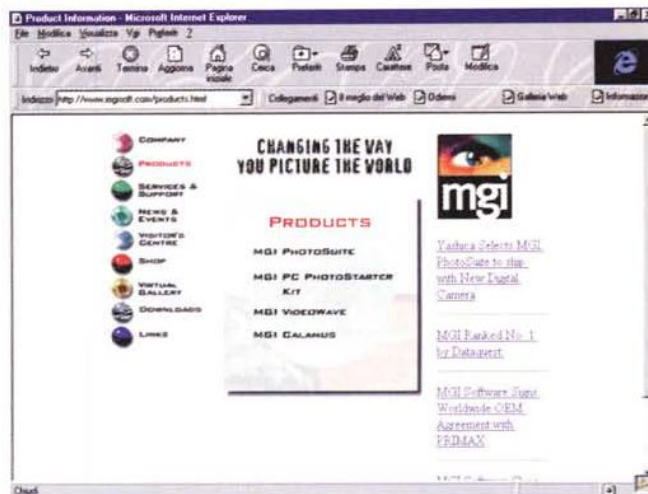 Product Information - Microsoft Internet Explorer
File Modifica Visualizza Vai Preferiti ?
Indietro Avanti Termina Aggiorna Pagina iniziale Cerca Preferiti Stampa Carattere Posta Modifica
Indirizzo http://www.mgisoft.com/products.html Collegamenti Il meglio del Web Galleria Web
COMPANY
PRODUCTS
SERVICES &
SUPPORT
NEWS &
EVENTS
VISITOR'S
CENTRE
SHOP
VIRTUAL
GALLERY
DOWNLOADS
LINKS
CHANGING THE WAY
YOU PICTURE THE WORLD
PRODUCTS
MGI PHOTOSUITE
MGI PC PHOTOSTARTER
KIT
MGI VIDEOWAVE
MGI CALAMUS
mgi
Yashica Selects MGI
PhotoSuite to ship
with New Digital
Camera
MGI Ranked No. 1
by Dataquest
MGI Software Signs
Worldwide OEM
Agreement with
PRIMAX
MGI Software
Chiudi